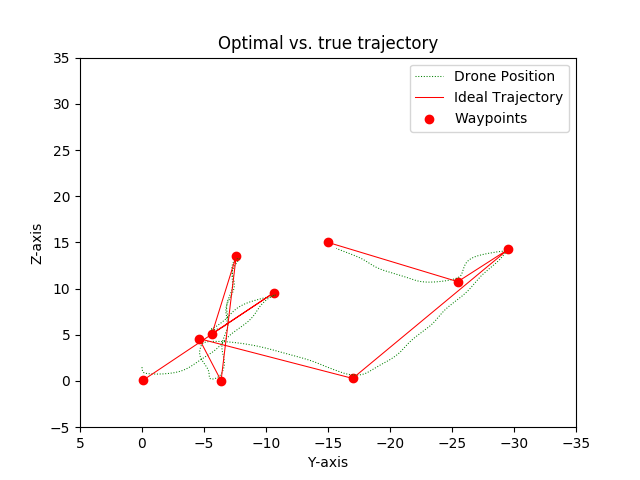 Optimal vs. true trajectory
Drone Position
Ideal Trajectory
Waypoints
35
30
25
20
15
10
5
0
−5
Z-axis
5 0 −5 −10 −15 −20 −25 −30 −35
Y-axis